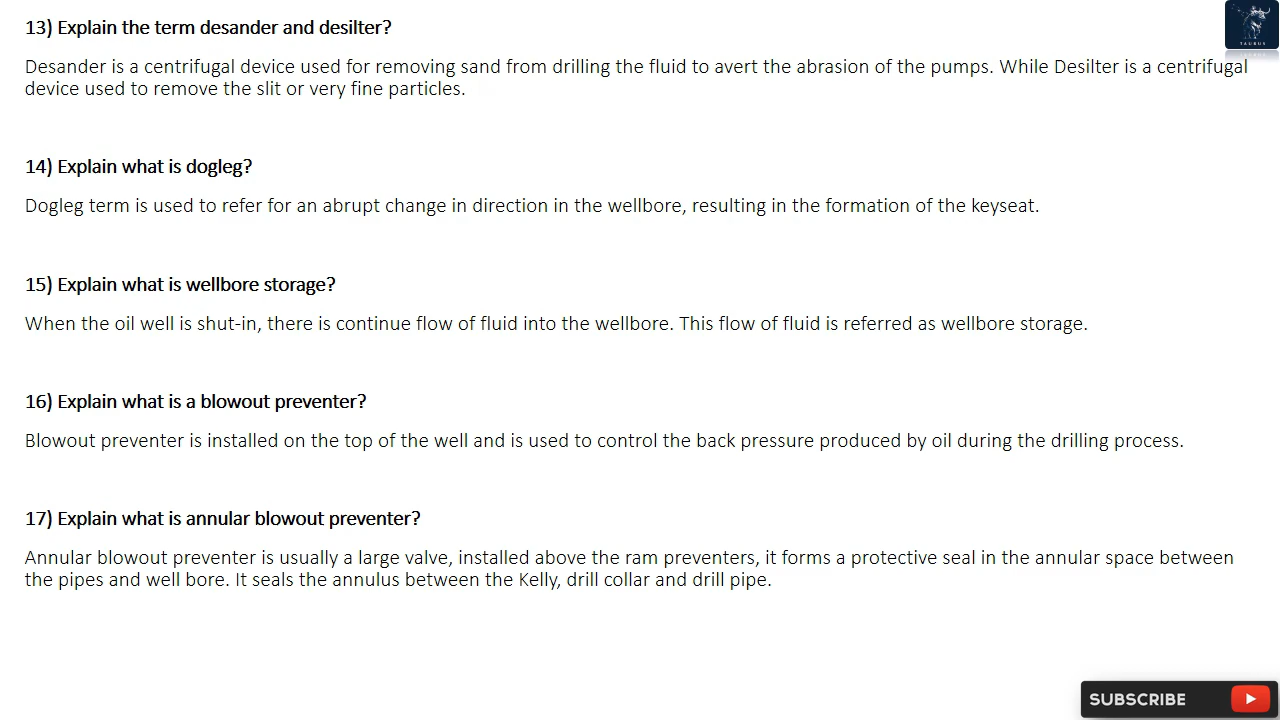 13) Explain the term desander and desilter?
Desander is a centrifugal device used for removing sand from drilling the fluid to avert the abrasion of the pumps. While Desilter is a centrifugal
device used to remove the slit or very fine particles.
14) Explain what is dogleg?
Dogleg term is used to refer for an abrupt change in direction in the wellbore, resulting in the formation of the keyseat.
15) Explain what is wellbore storage?
When the oil well is shut-in, there is continue flow of fluid into the wellbore. This flow of fluid is referred as wellbore storage.
16) Explain what is a blowout preventer?
Blowout preventer is installed on the top of the well and is used to control the back pressure produced by oil during the drilling process.
17) Explain what is annular blowout preventer?
Annular blowout preventer is usually a large valve, installed above the ram preventers, it forms a protective seal in the annular space between
the pipes and well bore. It seals the annulus between the Kelly, drill collar and drill pipe.
TAURUS
SUBSCRIBE